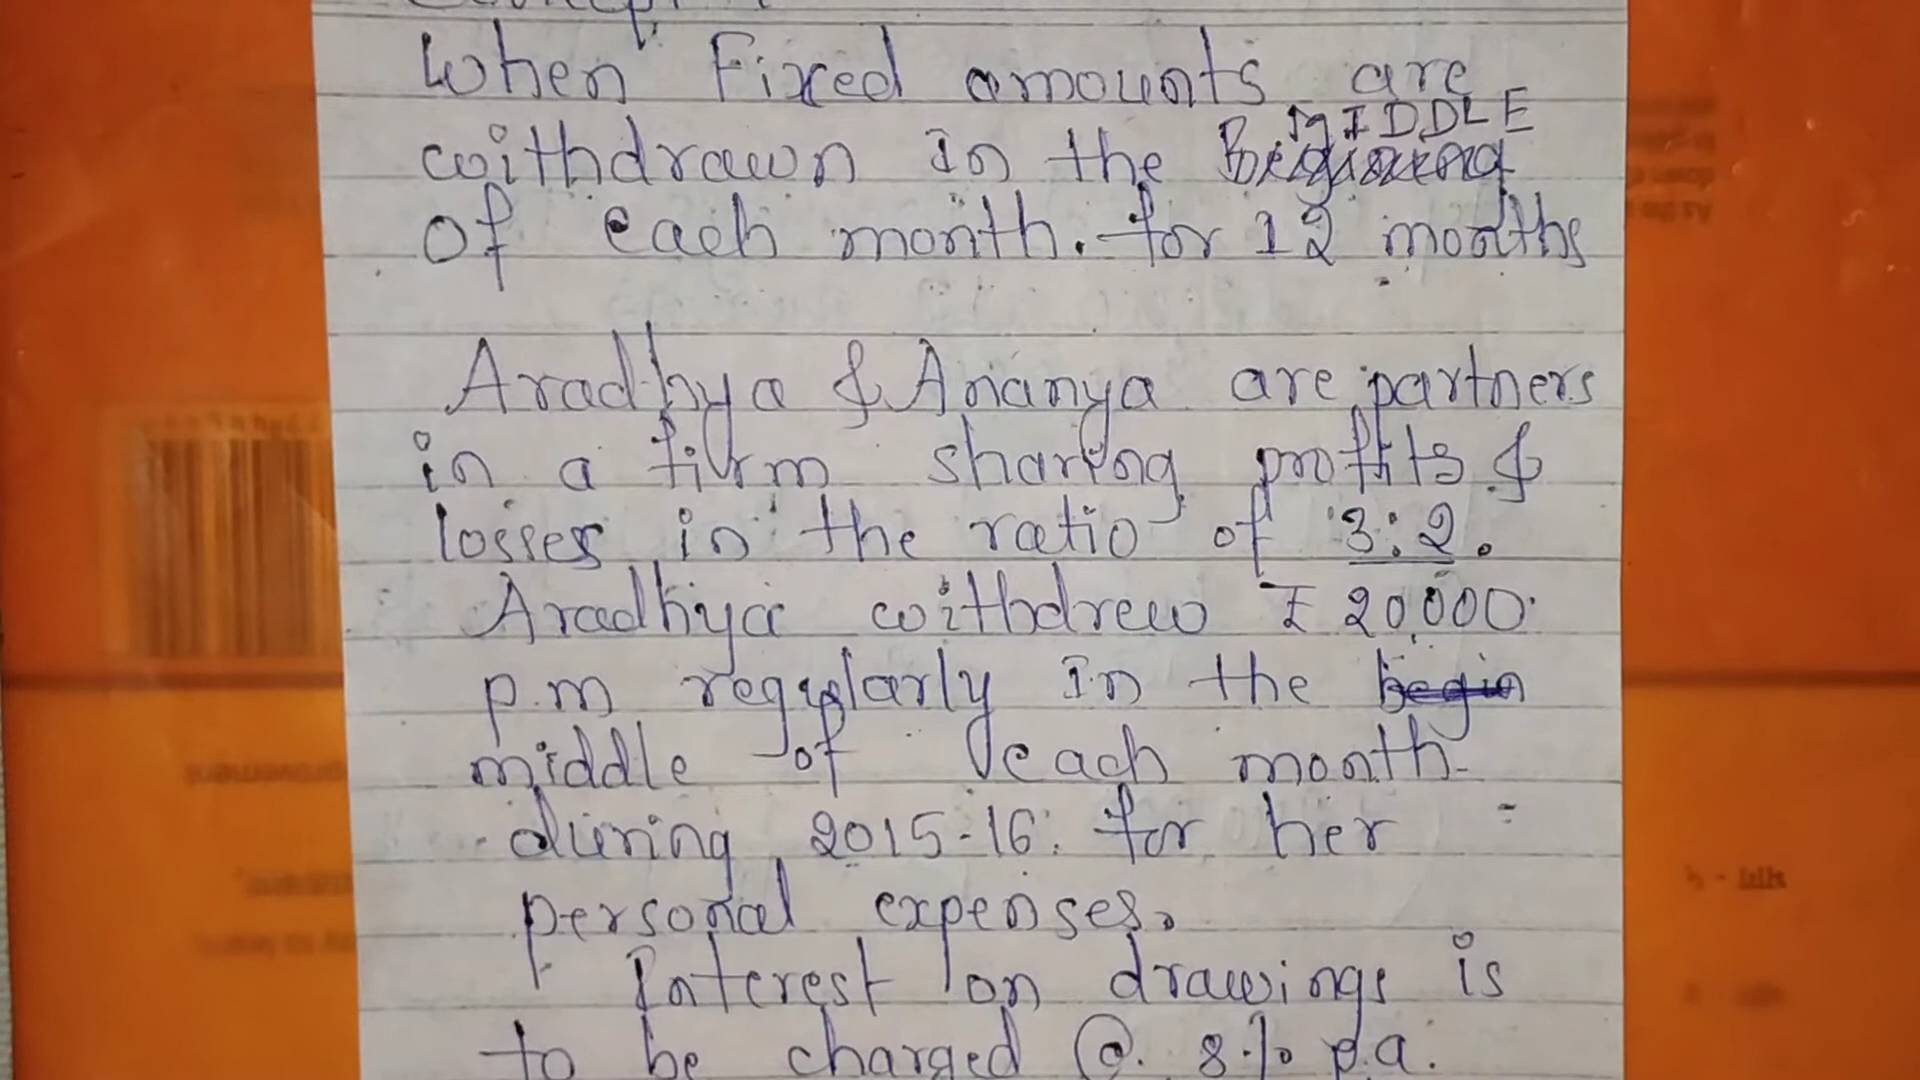 Concept :
When Fixed amounts are
MIDDLE
withdrawn In the
of each month. for 12 months
Aradhya & Ananya are partners
in a firm sharing profits &
losses in the ratio of 3:2.
Aradhya withdrew ₹ 20,000
p.m regularly In the begin
middle of each month
during 2015-16. for her
personal expenses.
Interest on drawings is
to be charged @. 8% p.a.